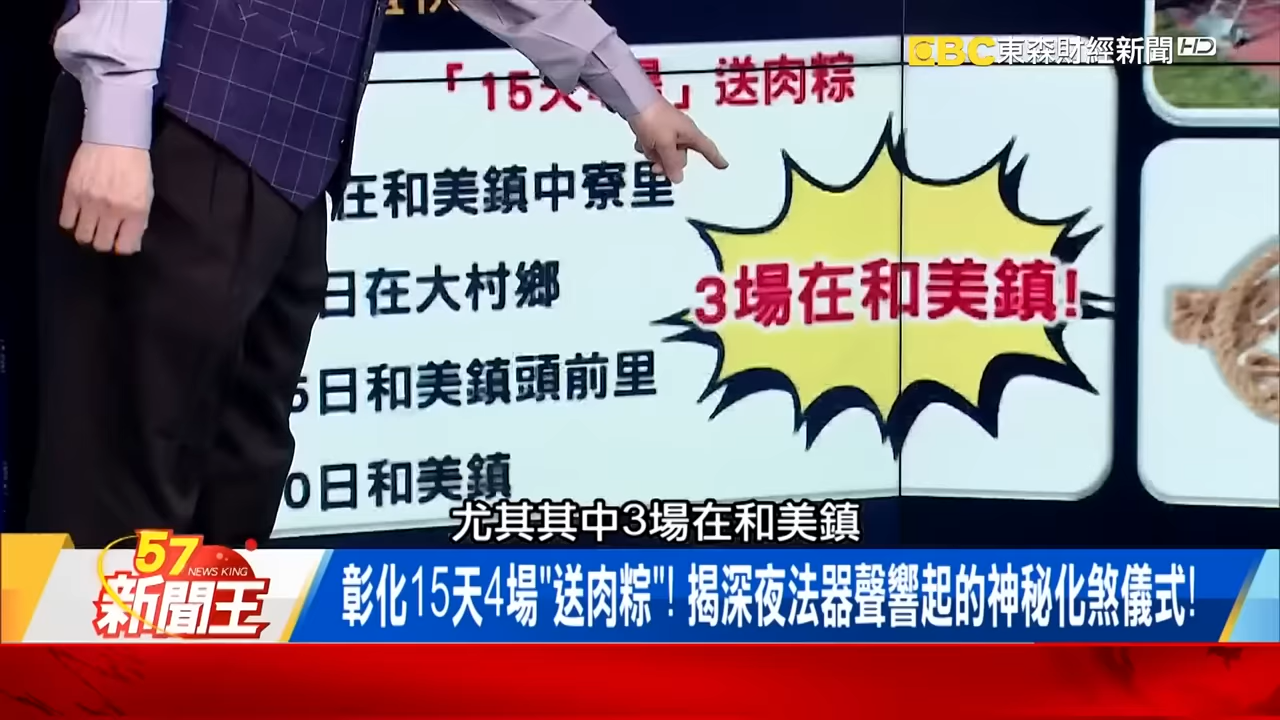 EBC 東森財經新聞 HD
「15天4場」送肉粽
在和美鎮中寮里
日在大村鄉
5日和美鎮頭前里
0日和美鎮
3場在和美鎮!
尤其其中3場在和美鎮
57
NEWS KING
新聞王
彰化15天4場"送肉粽"! 揭深夜法器聲響起的神秘化煞儀式!